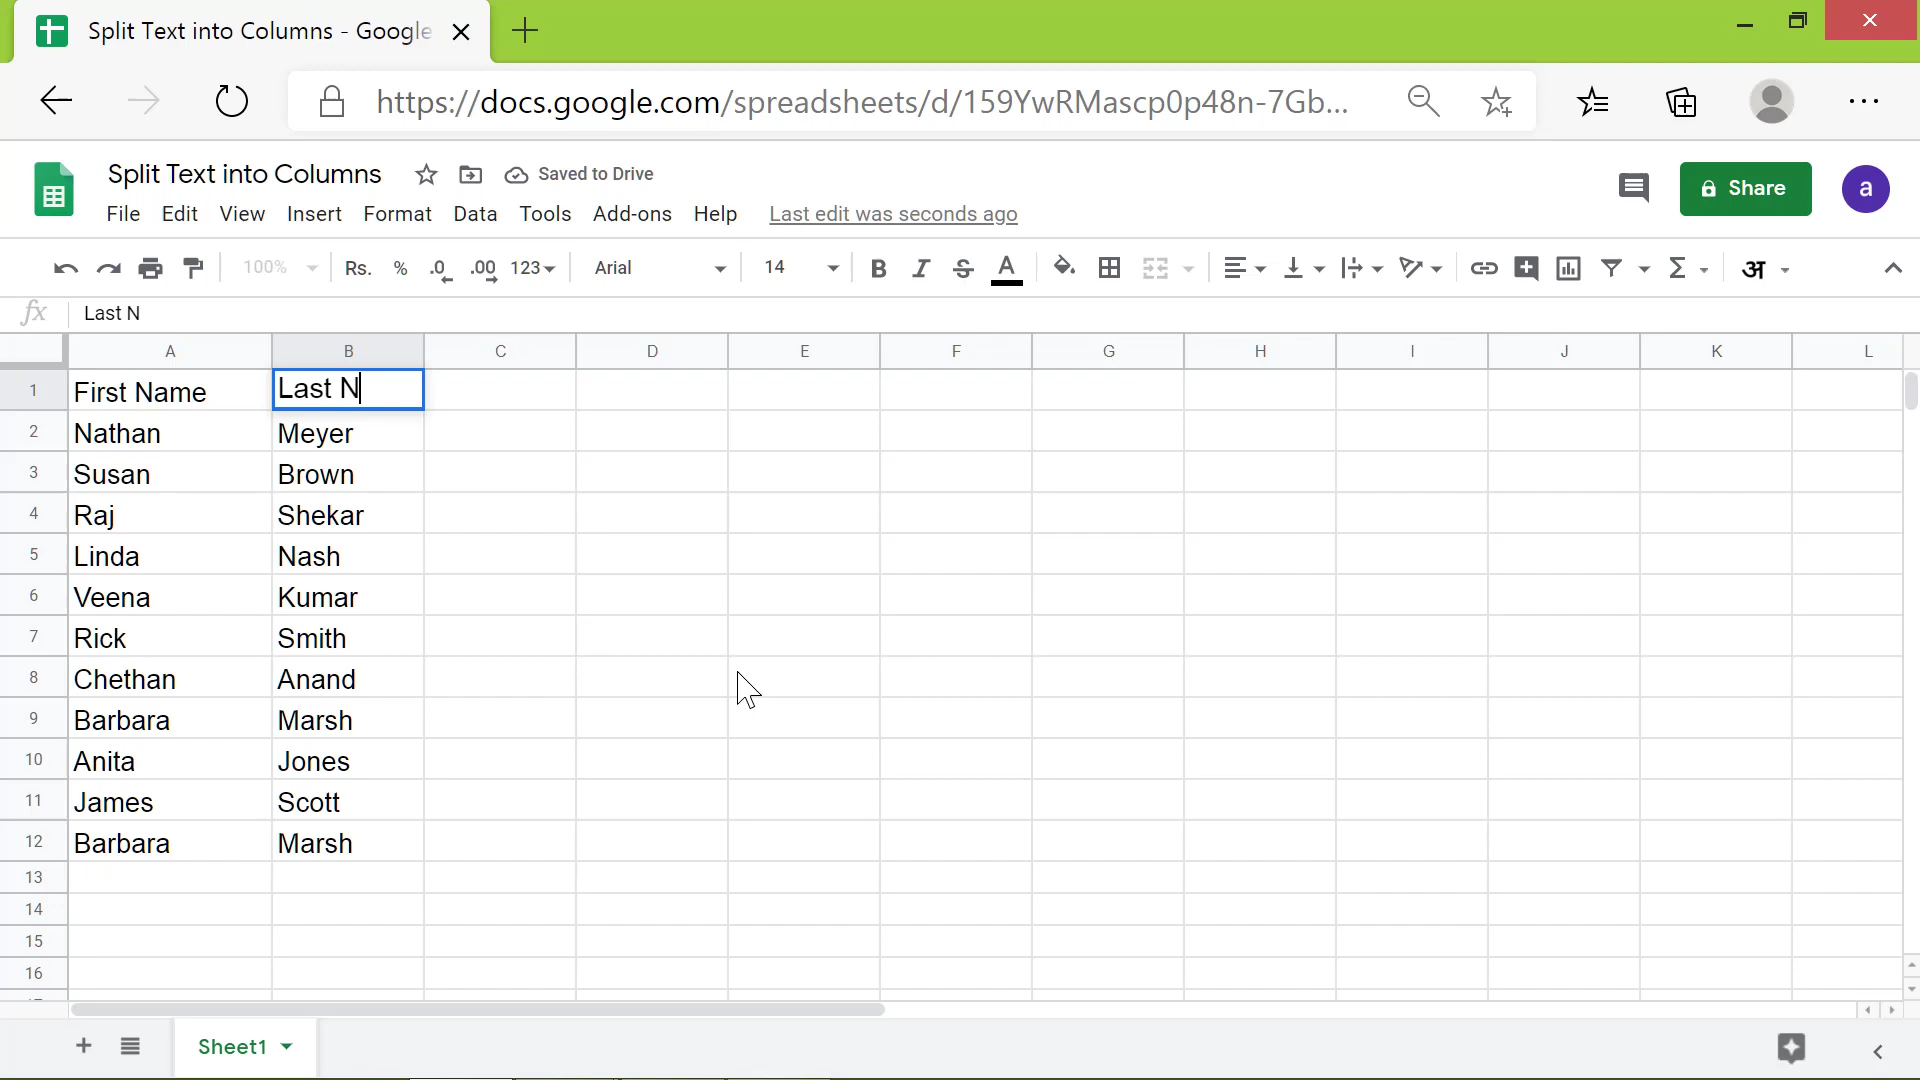 Split Text into Columns - Google
https://docs.google.com/spreadsheets/d/159YwRMascp0p48n-7Gb...
a
Split Text into Columns Saved to Drive
Share
File Edit View Insert Format Data Tools Add-ons Help Last edit was seconds ago
100% Rs. % .0 .00 123 Arial 14 B I S A Σ अ
fx Last N
A B C D E F G H I J K L
1 First Name Last N
2 Nathan Meyer
3 Susan Brown
4 Raj Shekar
5 Linda Nash
6 Veena Kumar
7 Rick Smith
8 Chethan Anand
9 Barbara Marsh
10 Anita Jones
11 James Scott
12 Barbara Marsh
13
14
15
16
Sheet1